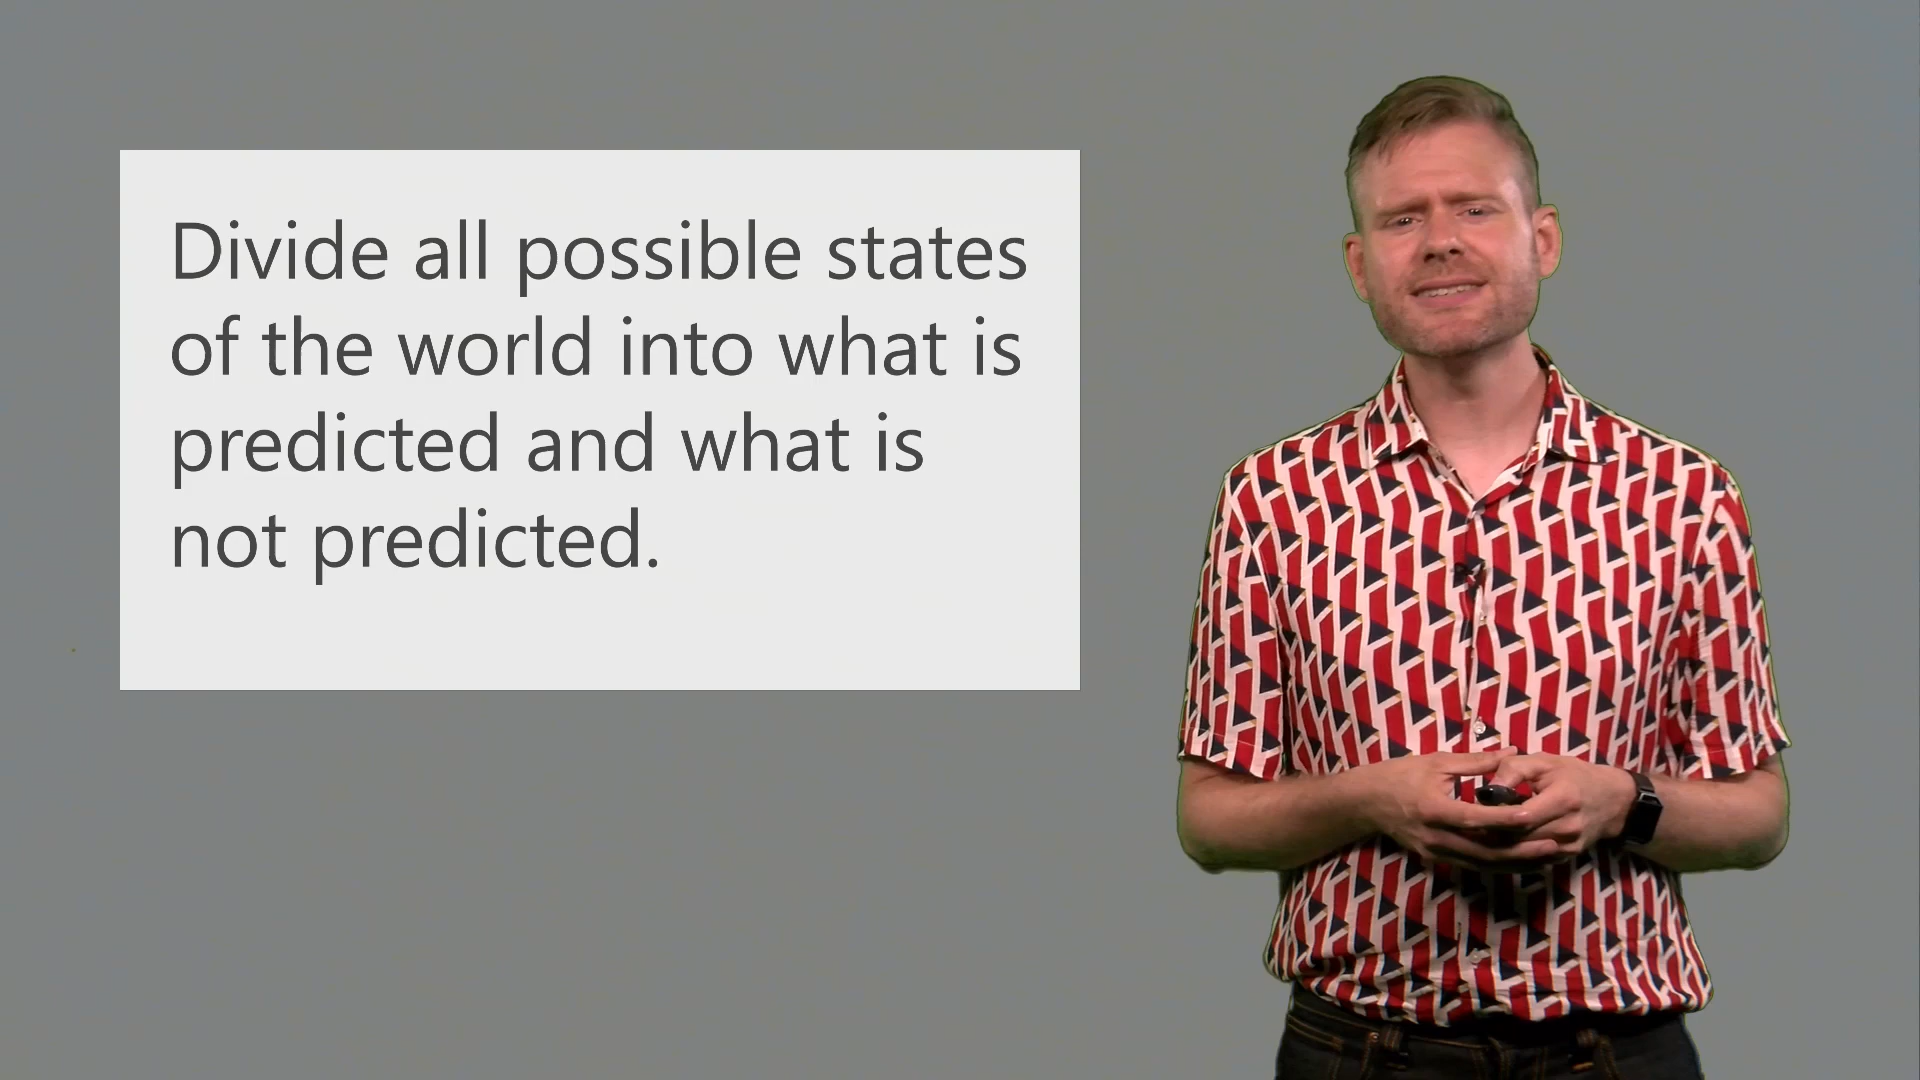 Divide all possible states
of the world into what is
predicted and what is
not predicted.